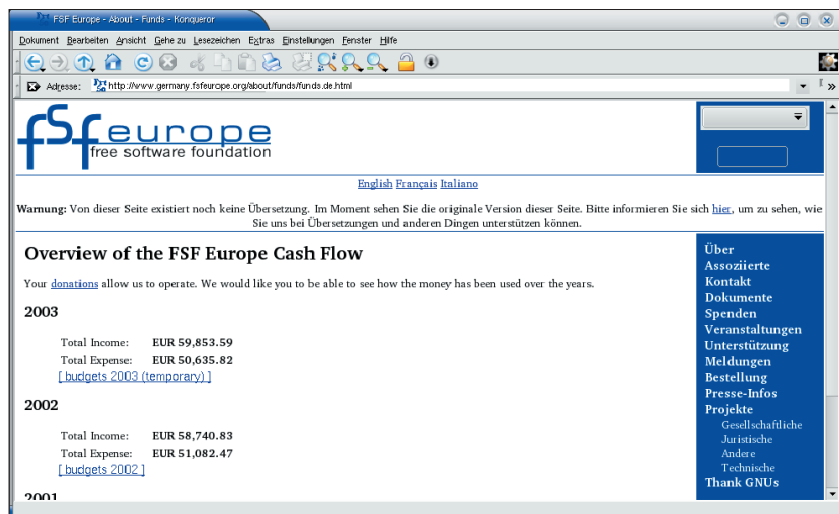 FSF Europe - About - Funds - Konqueror
Dokument Bearbeiten Ansicht Gehe zu Lesezeichen Extras Einstellungen Fenster Hilfe
Adresse: http://www.germany.fsfeurope.org/about/funds/funds.de.html
fsfeurope
free software foundation
English Français Italiano
Warnung: Von dieser Seite existiert noch keine Übersetzung. Im Moment sehen Sie die originale Version dieser Seite. Bitte informieren Sie sich hier, um zu sehen, wie
Sie uns bei Übersetzungen und anderen Dingen unterstützen können.
Overview of the FSF Europe Cash Flow
Your donations allow us to operate. We would like you to be able to see how the money has been used over the years.
2003
Total Income: EUR 59,853.59
Total Expense: EUR 50,635.82
[ budgets 2003 (temporary) ]
2002
Total Income: EUR 58,740.83
Total Expense: EUR 51,082.47
[ budgets 2002 ]
2001
Über
Assoziierte
Kontakt
Dokumente
Spenden
Veranstaltungen
Unterstützung
Meldungen
Bestellung
Presse-Infos
Projekte
Gesellschaftliche
Juristische
Andere
Technische
Thank GNUs